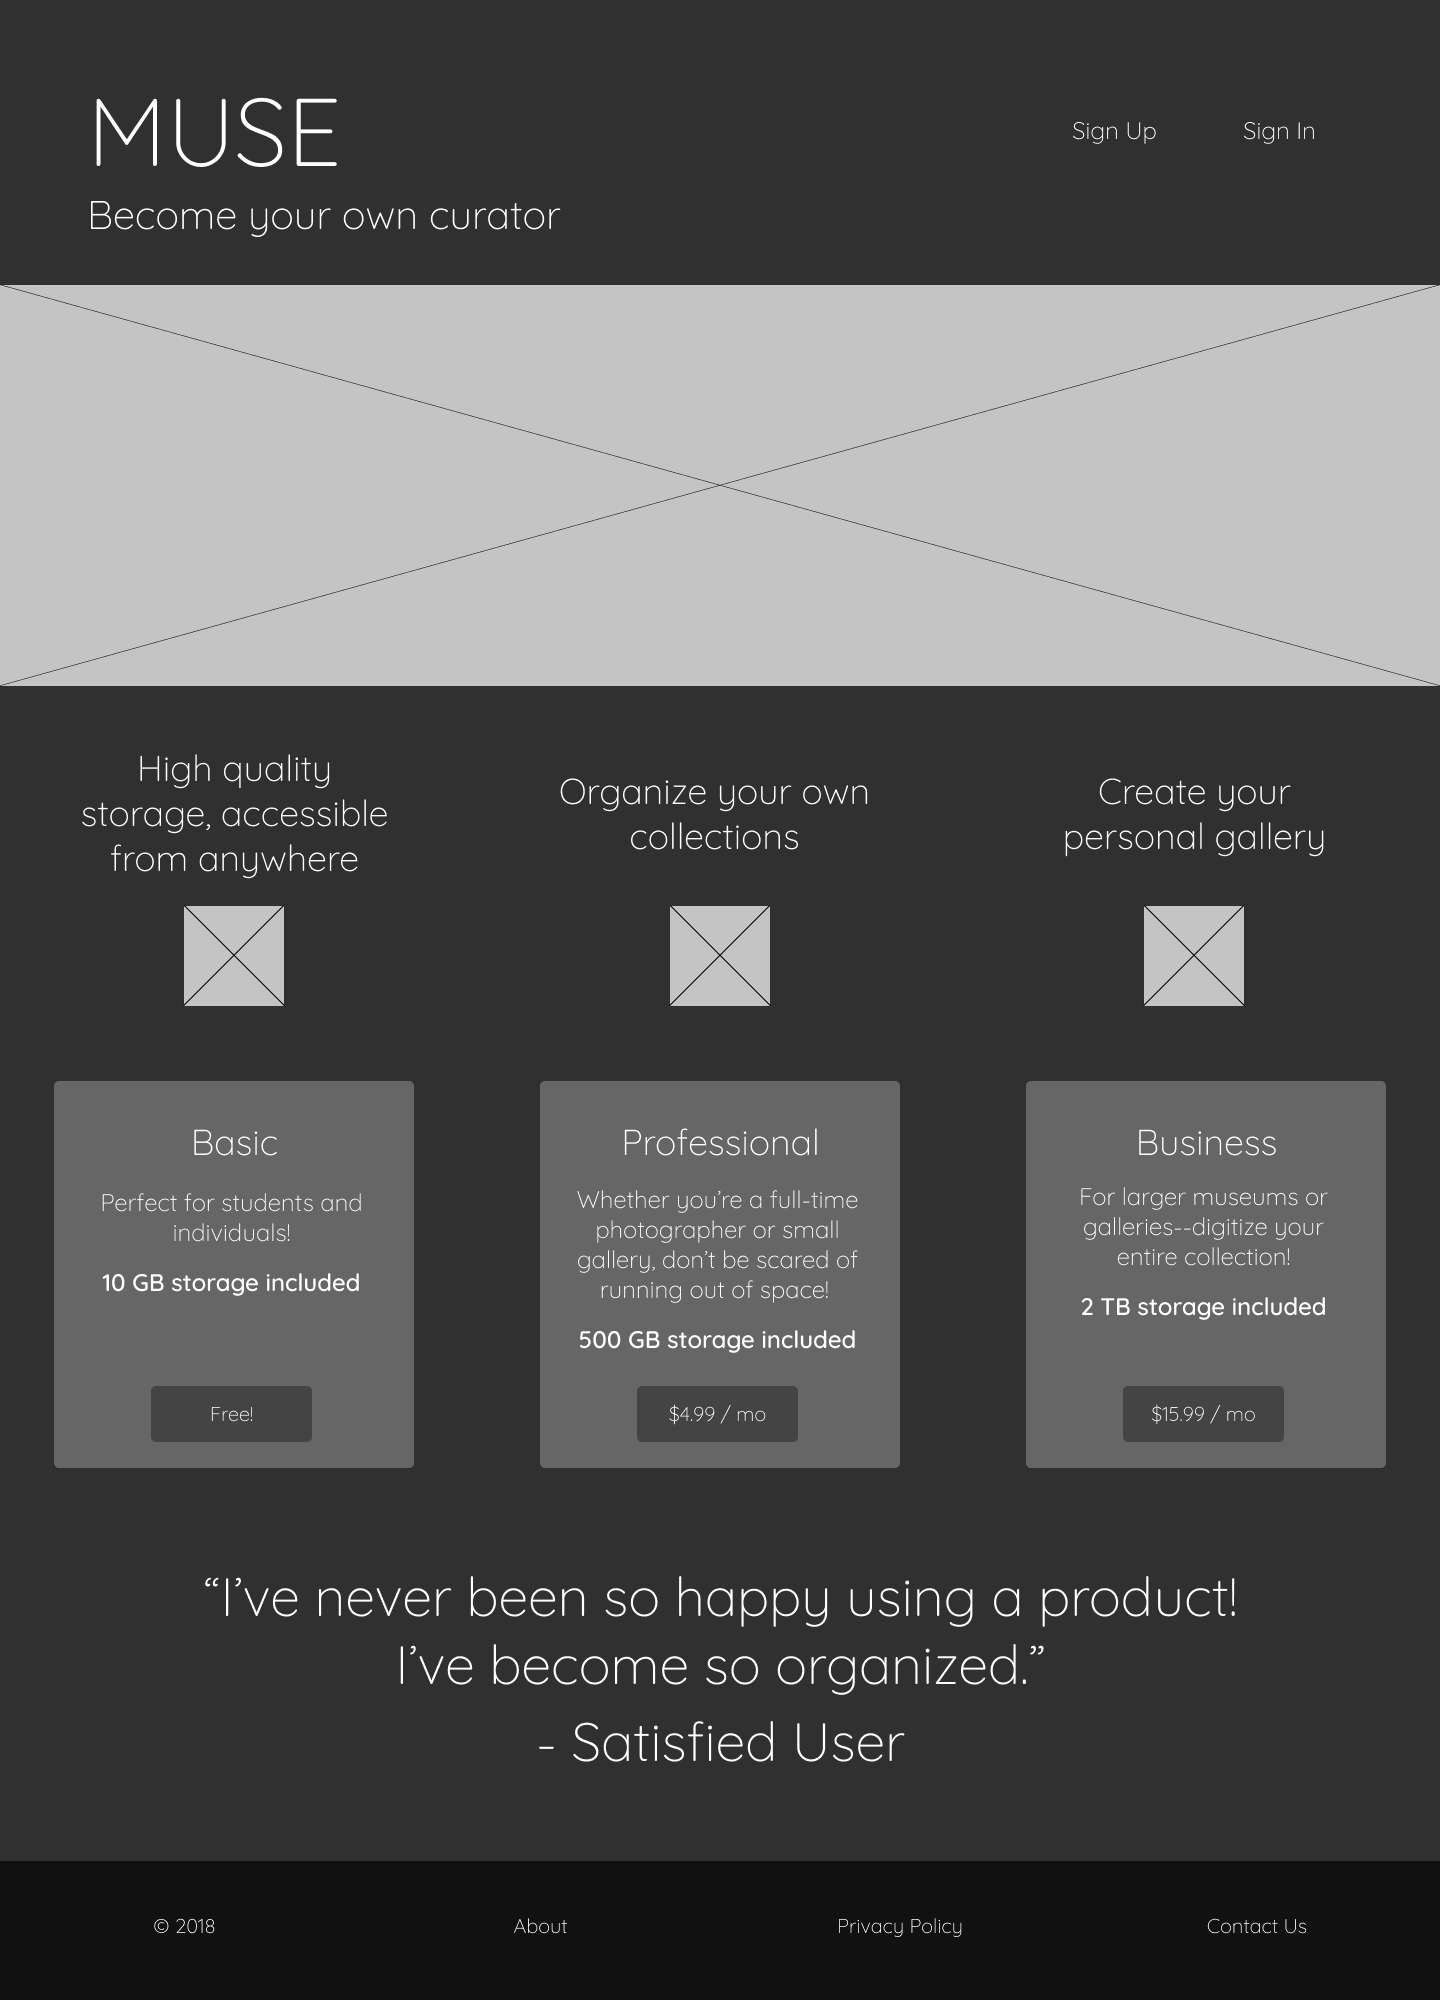 MUSE
Become your own curator
Sign Up
Sign In
High quality
storage, accessible
from anywhere
Organize your own
collections
Create your
personal gallery
Basic
Perfect for students and
individuals!
10 GB storage included
Free!
Professional
Whether you’re a full-time
photographer or small
gallery, don’t be scared of
running out of space!
500 GB storage included
$4.99 / mo
Business
For larger museums or
galleries--digitize your
entire collection!
2 TB storage included
$15.99 / mo
“I’ve never been so happy using a product!
I’ve become so organized.”
- Satisfied User
© 2018
About
Privacy Policy
Contact Us